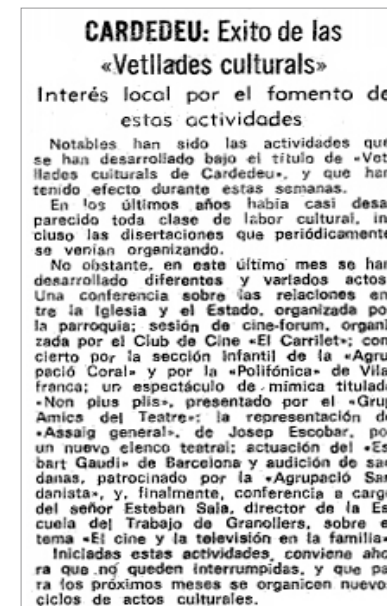 CARDEDEU: Exito de las
«Vetllades culturals»
Interés local por el fomento de
estas actividades
Notables han sido las actividades que
se han desarrollado bajo el título de «Vet
llades culturals de Cardedeu», y que han
tenido efecto durante estas semanas.
En los últimos años había casi desa
parecido toda clase de labor cultural, in
cluso las disertaciones que periódicamente
se venían organizando.
No obstante, en este último mes se han
desarrollado diferentes y variados actos.
Una conferencia sobre las relaciones en
tre la Iglesia y el Estado, organizada por
la parroquia; sesión de cine-forum, organi
zada por el Club de Cine «El Carrilet»; con
cierto por la sección infantil de la «Agru
pació Coral» y por la «Polifónica» de Vila
franca; un espectáculo de mímica titulado
«Non plus plis», presentado por el «Grup
Amics del Teatre»; la representación de
«Assaig general», de Josep Escobar, por
un nuevo elenco teatral; actuación del «Es
bart Gaudí» de Barcelona y audición de sar
danas, patrocinado por la «Agrupació Sar
danista», y, finalmente, conferencia a cargo
del señor Esteban Sala, director de la Es
cuela del Trabajo de Granollers, sobre el
tema «El cine y la televisión en la familia».
Iniciadas estas actividades, conviene aho
ra que no queden interrumpidas, y que pa
ra los próximos meses se organicen nuevos
ciclos de actos culturales.